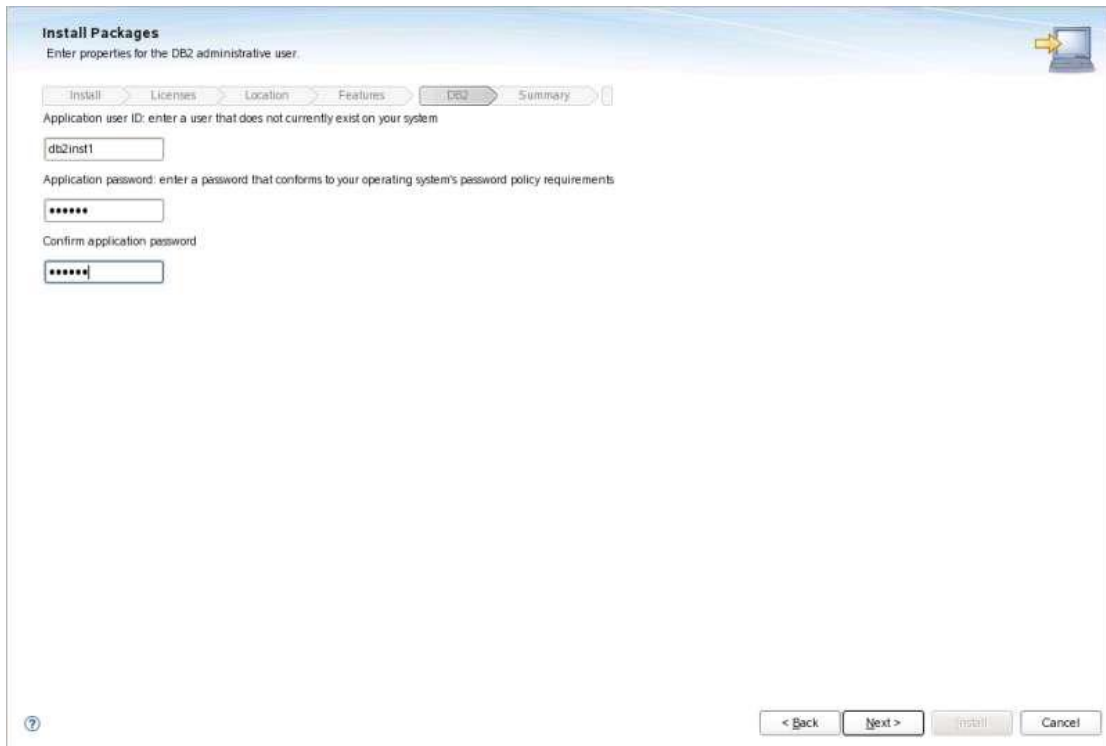 Install Packages
Enter properties for the DB2 administrative user.
Install Licenses Location Features DB2 Summary
Application user ID: enter a user that does not currently exist on your system
db2inst1
Application password: enter a password that conforms to your operating system's password policy requirements
••••••
Confirm application password
••••••
?
< Back Next > Install Cancel